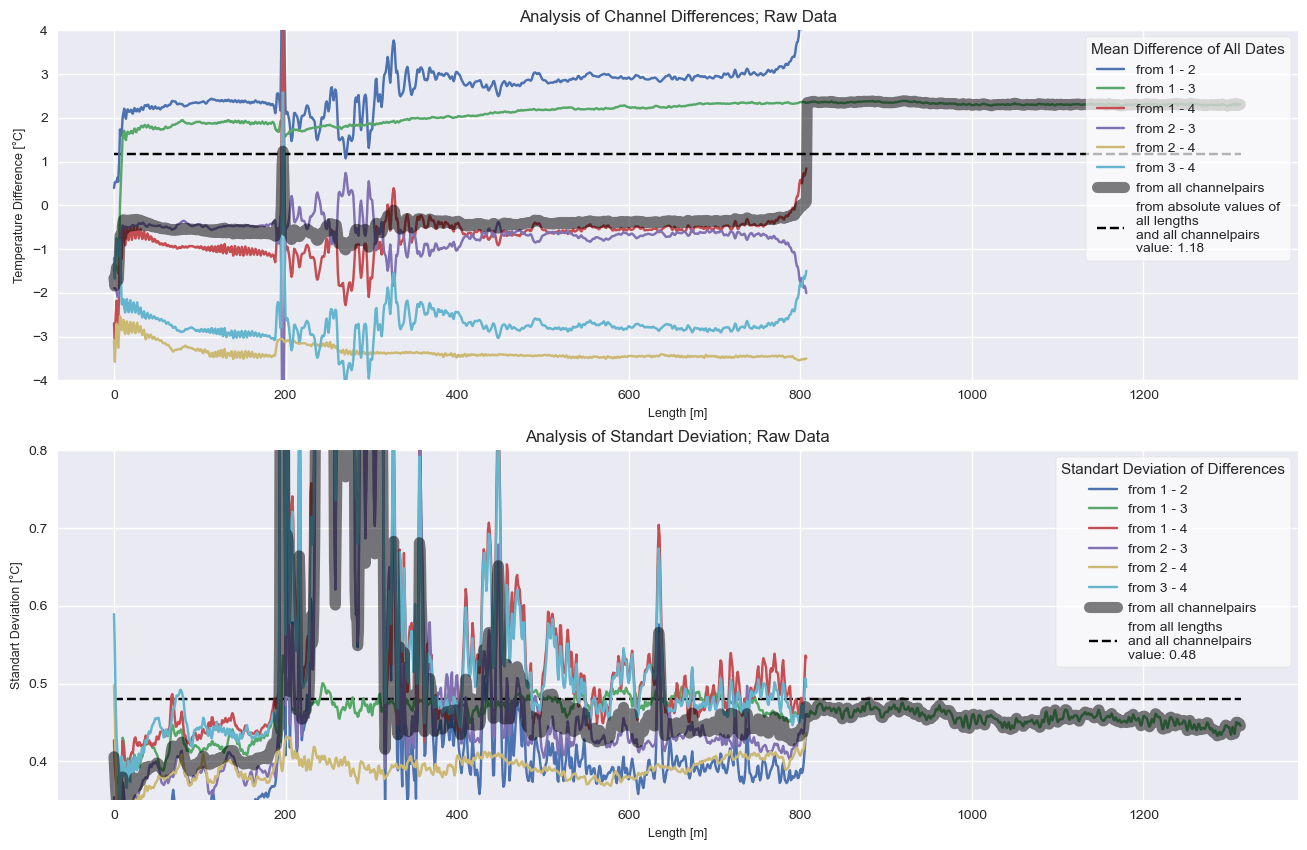 Analysis of Channel Differences; Raw Data
4
3
2
1
0
−1
−2
−3
−4
Temperature Difference [°C]
0
200
400
600
800
1000
1200
Length [m]
Mean Difference of All Dates
from 1 - 2
from 1 - 3
from 1 - 4
from 2 - 3
from 2 - 4
from 3 - 4
from all channelpairs
from absolute values of
all lengths
and all channelpairs
value: 1.18
Analysis of Standart Deviation; Raw Data
0.8
0.7
0.6
0.5
0.4
Standart Deviation [°C]
0
200
400
600
800
1000
1200
Length [m]
Standart Deviation of Differences
from 1 - 2
from 1 - 3
from 1 - 4
from 2 - 3
from 2 - 4
from 3 - 4
from all channelpairs
from all lengths
and all channelpairs
value: 0.48